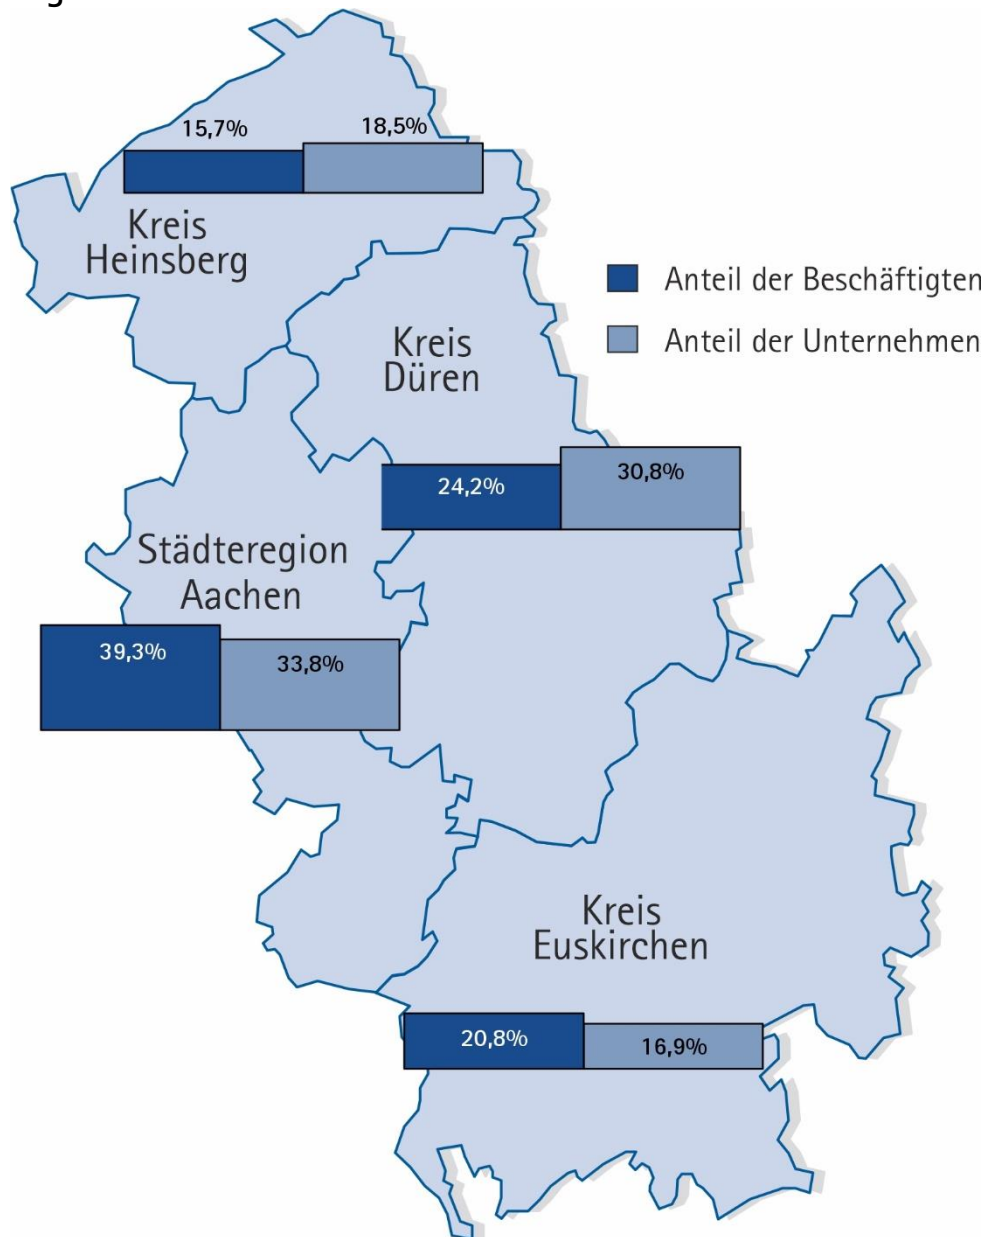 15,7%
18,5%
Kreis
Heinsberg
Anteil der Beschäftigten
Anteil der Unternehmen
Kreis
Düren
24,2%
30,8%
Städteregion
Aachen
39,3%
33,8%
Kreis
Euskirchen
20,8%
16,9%